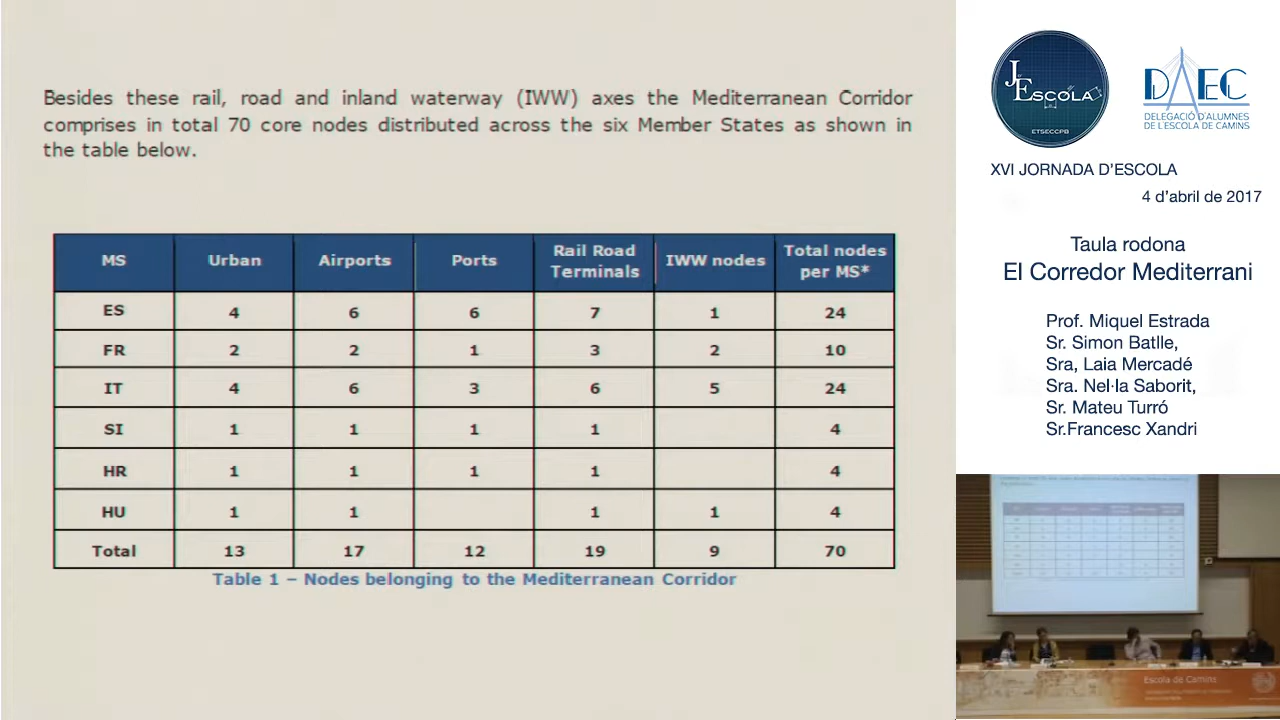 Besides these rail, road and inland waterway (IWW) axes the Mediterranean Corridor
comprises in total 70 core nodes distributed across the six Member States as shown in
the table below.
MS Urban Airports Ports Rail Road Terminals IWW nodes Total nodes per MS*
ES 4 6 6 7 1 24
FR 2 2 1 3 2 10
IT 4 6 3 6 5 24
SI 1 1 1 1 4
HR 1 1 1 1 4
HU 1 1 1 1 4
Total 13 17 12 19 9 70
Table 1 – Nodes belonging to the Mediterranean Corridor
J ESCOLA
ETSECCPB
DAEC
DELEGACIÓ D'ALUMNES
DE L'ESCOLA DE CAMINS
XVI JORNADA D'ESCOLA
4 d'abril de 2017
Taula rodona
El Corredor Mediterrani
Prof. Miquel Estrada
Sr. Simon Batlle,
Sra, Laia Mercadé
Sra. Nel·la Saborit,
Sr. Mateu Turró
Sr.Francesc Xandri
Escola de Camins